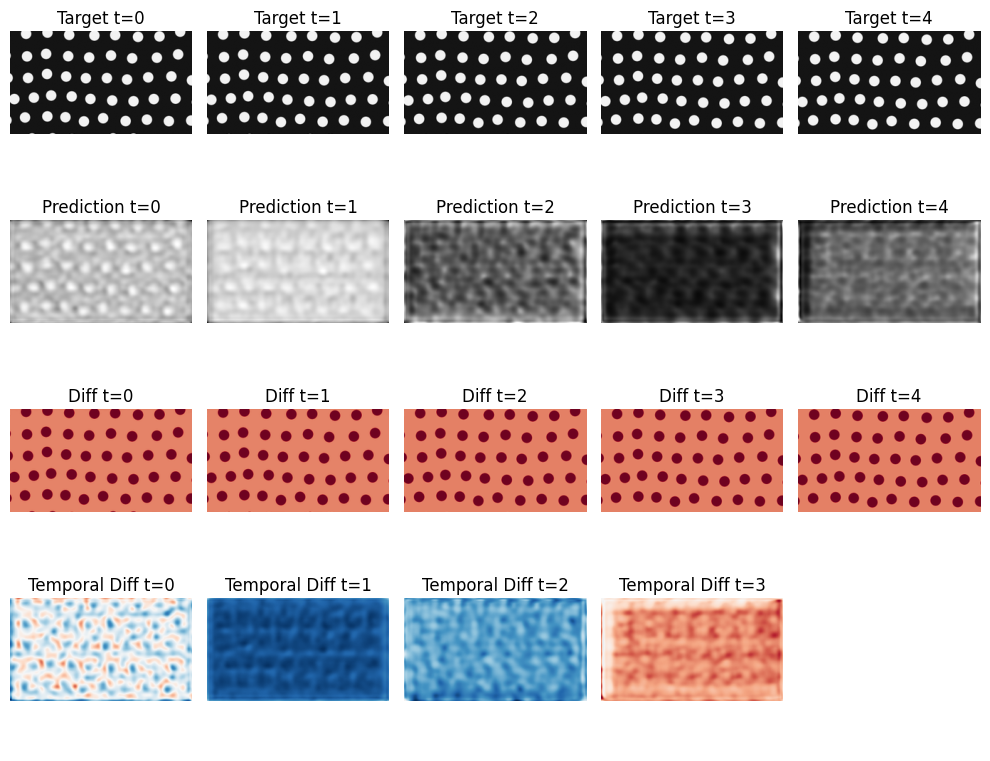 Target t=0 Target t=1 Target t=2 Target t=3 Target t=4
Prediction t=0 Prediction t=1 Prediction t=2 Prediction t=3 Prediction t=4
Diff t=0 Diff t=1 Diff t=2 Diff t=3 Diff t=4
Temporal Diff t=0 Temporal Diff t=1 Temporal Diff t=2 Temporal Diff t=3